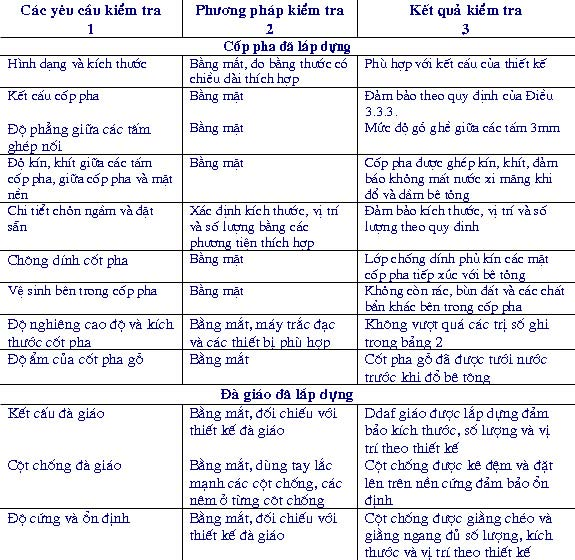 Các yêu cầu kiểm tra
1
Phương pháp kiểm tra
2
Kết quả kiểm tra
3
Cốp pha đã lắp dựng
Hình dạng và kích thước
Bằng mắt, đo bằng thước có
chiều dài thích hợp
Phù hợp với kết cấu của thiết kế
Kết cấu cốp pha
Bằng mặt
Đảm bảo theo quy định của Điều
3.3.3.
Độ phẳng giữa các tấm
ghép nối
Bằng mặt
Mức độ gồ ghề giữa các tấm 3mm
Độ kín, khít giữa các tấm
cốp pha, giữa cốp pha và mặt
nền
Bằng mặt
Cốp pha được ghép kín, khít, đảm
bảo không mất nước xi măng khi
đổ và dầm bê tông
Chi tiết chôn ngầm và đặt
sẵn
Xác định kích thước, vị trí
và số lượng bằng các
phương tiện thích hợp
Đảm bảo kích thước, vị trí và số
lượng theo quy đinh
Chông dính cốt pha
Bằng mặt
Lớp chống dính phủ kín các mặt
cốp pha tiếp xúc với bê tông
Vệ sinh bên trong cốp pha
Bằng mặt
Không còn rác, bùn đất và các chất
bẩn khác bên trong cốp pha
Độ nghiêng cao độ và kích
thước cốt pha
Bằng mắt, máy trắc đạc
và các thiết bị phù hợp
Không vượt quá các trị số ghi
trong bảng 2
Độ ẩm của cốt pha gỗ
Bằng mắt
Cốt pha gỗ đã được tưới nước
trước khi đổ bê tông
Đà giáo đã lắp dựng
Kết cấu đà giáo
Bằng mắt, đối chiếu với
thiết kế đà giáo
Ddaf giáo được lắp dựng đảm
bảo kích thước, số lượng và vị
trí theo thiết kế
Cột chống đà giáo
Bằng mắt, dùng tay lắc
mạnh các cột chống, các
nêm ở từng cột chống
Cột chống được kê đệm và đặt
lên trên nền cứng đảm bảo ổn
định
Độ cứng và ổn định
Bằng mắt, đối chiếu với
thiết kế đà giáo
Cột chống được giằng chéo và
giằng ngang đủ số lượng, kích
thước và vị trí theo thiết kế